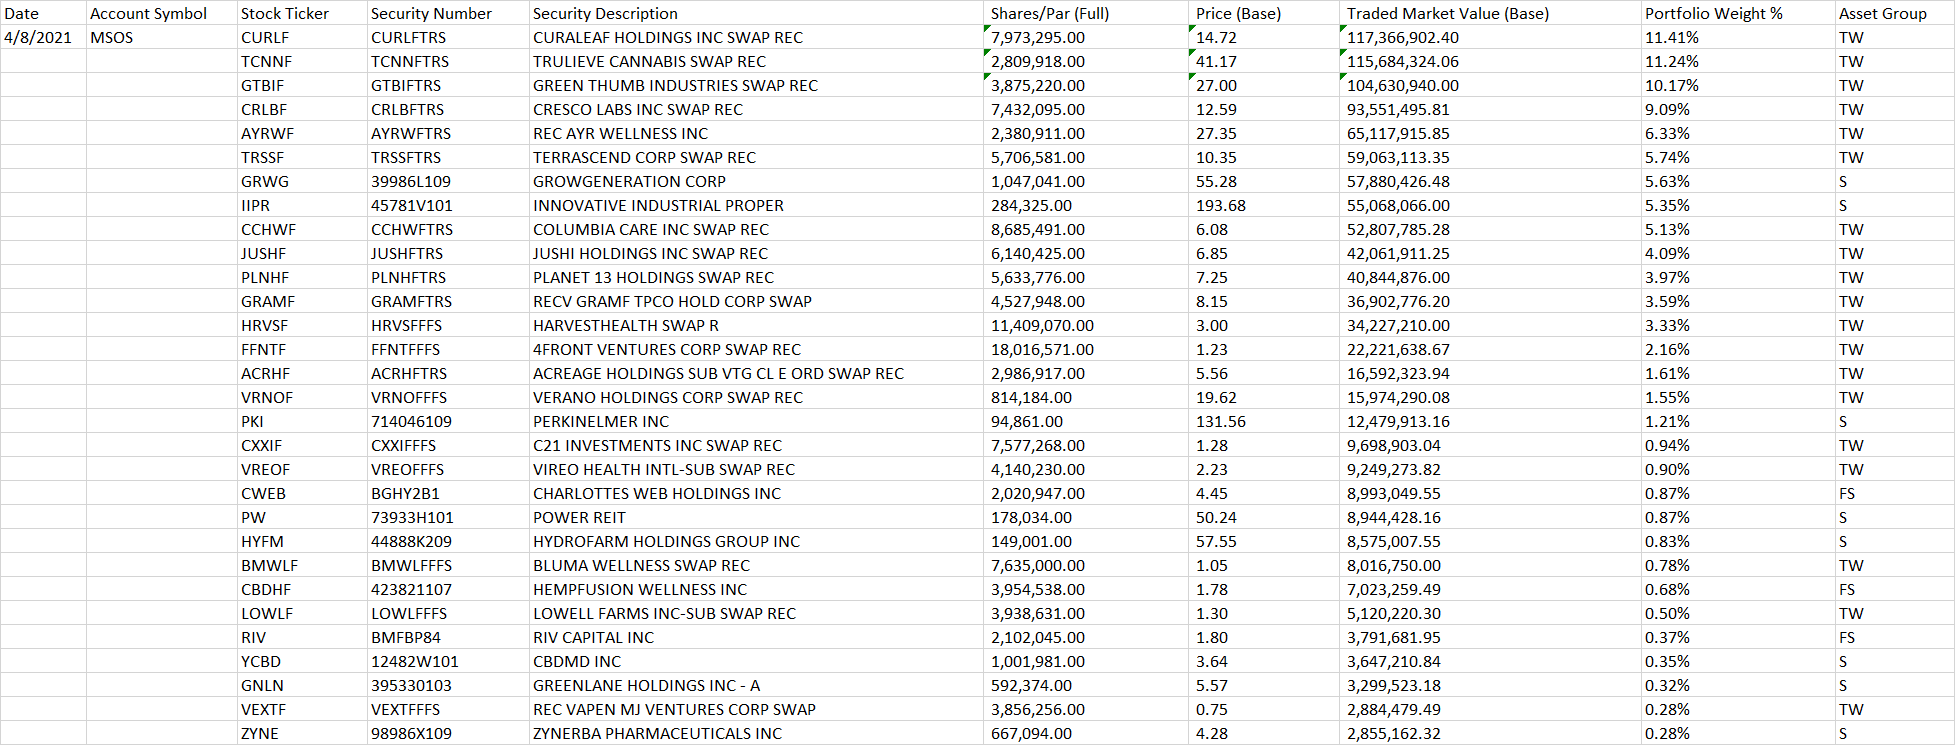 Date Account Symbol Stock Ticker Security Number Security Description Shares/Par (Full) Price (Base) Traded Market Value (Base) Portfolio Weight % Asset Group
4/8/2021 MSOS CURLF CURLFTRS CURALEAF HOLDINGS INC SWAP REC 7,973,295.00 14.72 117,366,902.40 11.41% TW
TCNNF TCNNFTRS TRULIEVE CANNABIS SWAP REC 2,809,918.00 41.17 115,684,324.06 11.24% TW
GTBIF GTBIFTRS GREEN THUMB INDUSTRIES SWAP REC 3,875,220.00 27.00 104,630,940.00 10.17% TW
CRLBF CRLBFTRS CRESCO LABS INC SWAP REC 7,432,095.00 12.59 93,551,495.81 9.09% TW
AYRWF AYRWFTRS REC AYR WELLNESS INC 2,380,911.00 27.35 65,117,915.85 6.33% TW
TRSSF TRSSFTRS TERRASCEND CORP SWAP REC 5,706,581.00 10.35 59,063,113.35 5.74% TW
GRWG 39986L109 GROWGENERATION CORP 1,047,041.00 55.28 57,880,426.48 5.63% S
IIPR 45781V101 INNOVATIVE INDUSTRIAL PROPER 284,325.00 193.68 55,068,066.00 5.35% S
CCHWF CCHWFTRS COLUMBIA CARE INC SWAP REC 8,685,491.00 6.08 52,807,785.28 5.13% TW
JUSHF JUSHFTRS JUSHI HOLDINGS INC SWAP REC 6,140,425.00 6.85 42,061,911.25 4.09% TW
PLNHF PLNHFTRS PLANET 13 HOLDINGS SWAP REC 5,633,776.00 7.25 40,844,876.00 3.97% TW
GRAMF GRAMFTRS RECV GRAMF TPCO HOLD CORP SWAP 4,527,948.00 8.15 36,902,776.20 3.59% TW
HRVSF HRVSFFFS HARVESTHEALTH SWAP R 11,409,070.00 3.00 34,227,210.00 3.33% TW
FFNTF FFNTFFFS 4FRONT VENTURES CORP SWAP REC 18,016,571.00 1.23 22,221,638.67 2.16% TW
ACRHF ACRHFTRS ACREAGE HOLDINGS SUB VTG CL E ORD SWAP REC 2,986,917.00 5.56 16,592,323.94 1.61% TW
VRNOF VRNOFFFS VERANO HOLDINGS CORP SWAP REC 814,184.00 19.62 15,974,290.08 1.55% TW
PKI 714046109 PERKINELMER INC 94,861.00 131.56 12,479,913.16 1.21% S
CXXIF CXXIFFFS C21 INVESTMENTS INC SWAP REC 7,577,268.00 1.28 9,698,903.04 0.94% TW
VREOF VREOFFFS VIREO HEALTH INTL-SUB SWAP REC 4,140,230.00 2.23 9,249,273.82 0.90% TW
CWEB BGHY2B1 CHARLOTTES WEB HOLDINGS INC 2,020,947.00 4.45 8,993,049.55 0.87% FS
PW 73933H101 POWER REIT 178,034.00 50.24 8,944,428.16 0.87% S
HYFM 44888K209 HYDROFARM HOLDINGS GROUP INC 149,001.00 57.55 8,575,007.55 0.83% S
BMWLF BMWLFFFS BLUMA WELLNESS SWAP REC 7,635,000.00 1.05 8,016,750.00 0.78% TW
CBDHF 423821107 HEMPFUSION WELLNESS INC 3,954,538.00 1.78 7,023,259.49 0.68% FS
LOWLF LOWLFFFS LOWELL FARMS INC-SUB SWAP REC 3,938,631.00 1.30 5,120,220.30 0.50% TW
RIV BMFBP84 RIV CAPITAL INC 2,102,045.00 1.80 3,791,681.95 0.37% FS
YCBD 12482W101 CBDMD INC 1,001,981.00 3.64 3,647,210.84 0.35% S
GNLN 395330103 GREENLANE HOLDINGS INC - A 592,374.00 5.57 3,299,523.18 0.32% S
VEXTF VEXTFFFS REC VAPEN MJ VENTURES CORP SWAP 3,856,256.00 0.75 2,884,479.49 0.28% TW
ZYNE 98986X109 ZYNERBA PHARMACEUTICALS INC 667,094.00 4.28 2,855,162.32 0.28% S